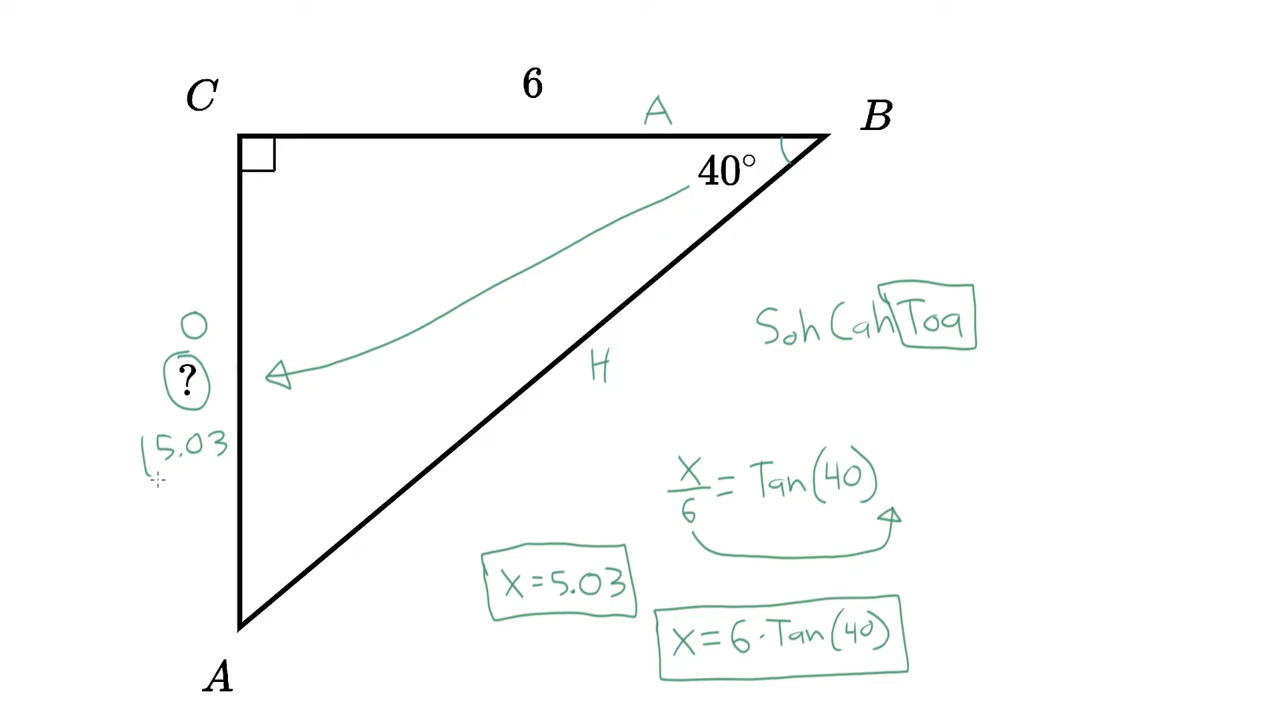 C
6
A
B
40°
O
SohCahToa
?
H
5.03
x/6 = Tan(40)
x = 5.03
x = 6 · Tan(40)
A